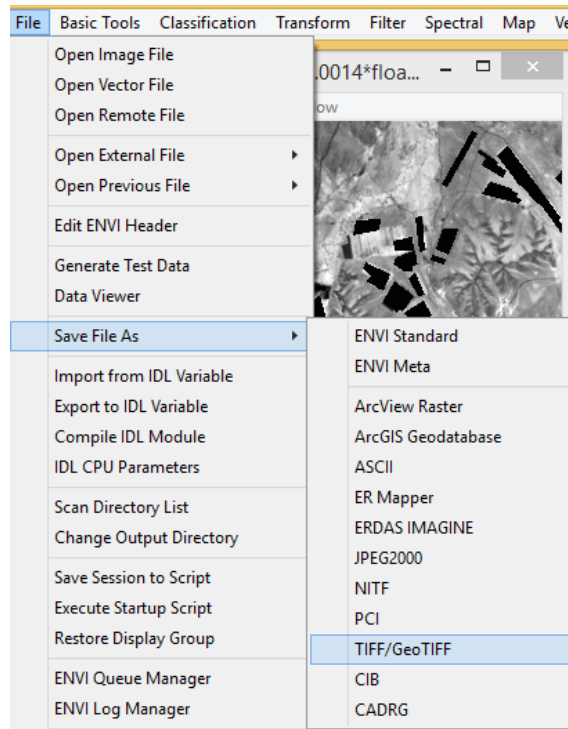 File Basic Tools Classification Transform Filter Spectral Map Ve
Open Image File
.0014*floa...
Open Vector File
Open Remote File
ow
Open External File
Open Previous File
Edit ENVI Header
Generate Test Data
Data Viewer
Save File As
ENVI Standard
ENVI Meta
Import from IDL Variable
Export to IDL Variable
Compile IDL Module
IDL CPU Parameters
Scan Directory List
Change Output Directory
Save Session to Script
Execute Startup Script
Restore Display Group
ENVI Queue Manager
ENVI Log Manager
ArcView Raster
ArcGIS Geodatabase
ASCII
ER Mapper
ERDAS IMAGINE
JPEG2000
NITF
PCI
TIFF/GeoTIFF
CIB
CADRG